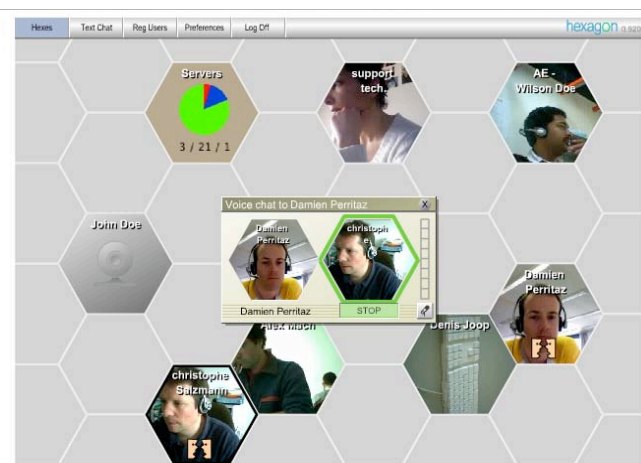 Hexes
Text Chat
Reg Users
Preferences
Log Off
hexagon 0.920
Servers
3 / 21 / 1
support
tech.
AE -
Wilson Doe
John Doe
Voice chat to Damien Perritaz
X
Damien
Perritaz
christoph
e
Damien Perritaz
STOP
Damien
Perritaz
Alex Mach
Denis Joop
christophe
Salzmann